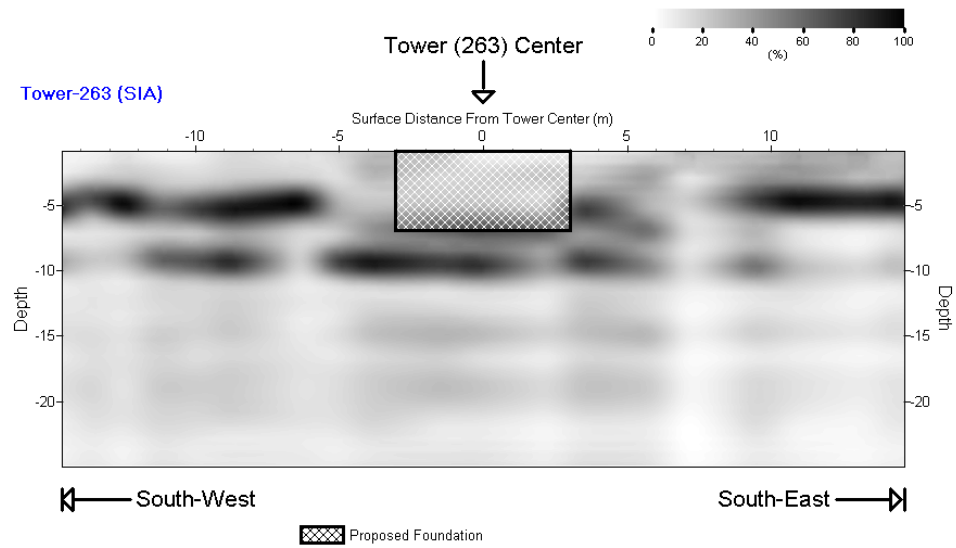 0 20 40 60 80 100
(%)
Tower (263) Center
Tower-263 (SIA)
Surface Distance From Tower Center (m)
-10 -5 0 5 10
-5 -5
-10 -10
Depth Depth
-15 -15
-20 -20
South-West South-East
Proposed Foundation